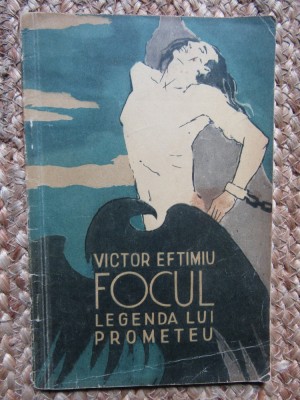 VICTOR EFTIMIU
FOCUL
LEGENDA LUI
PROMETEU